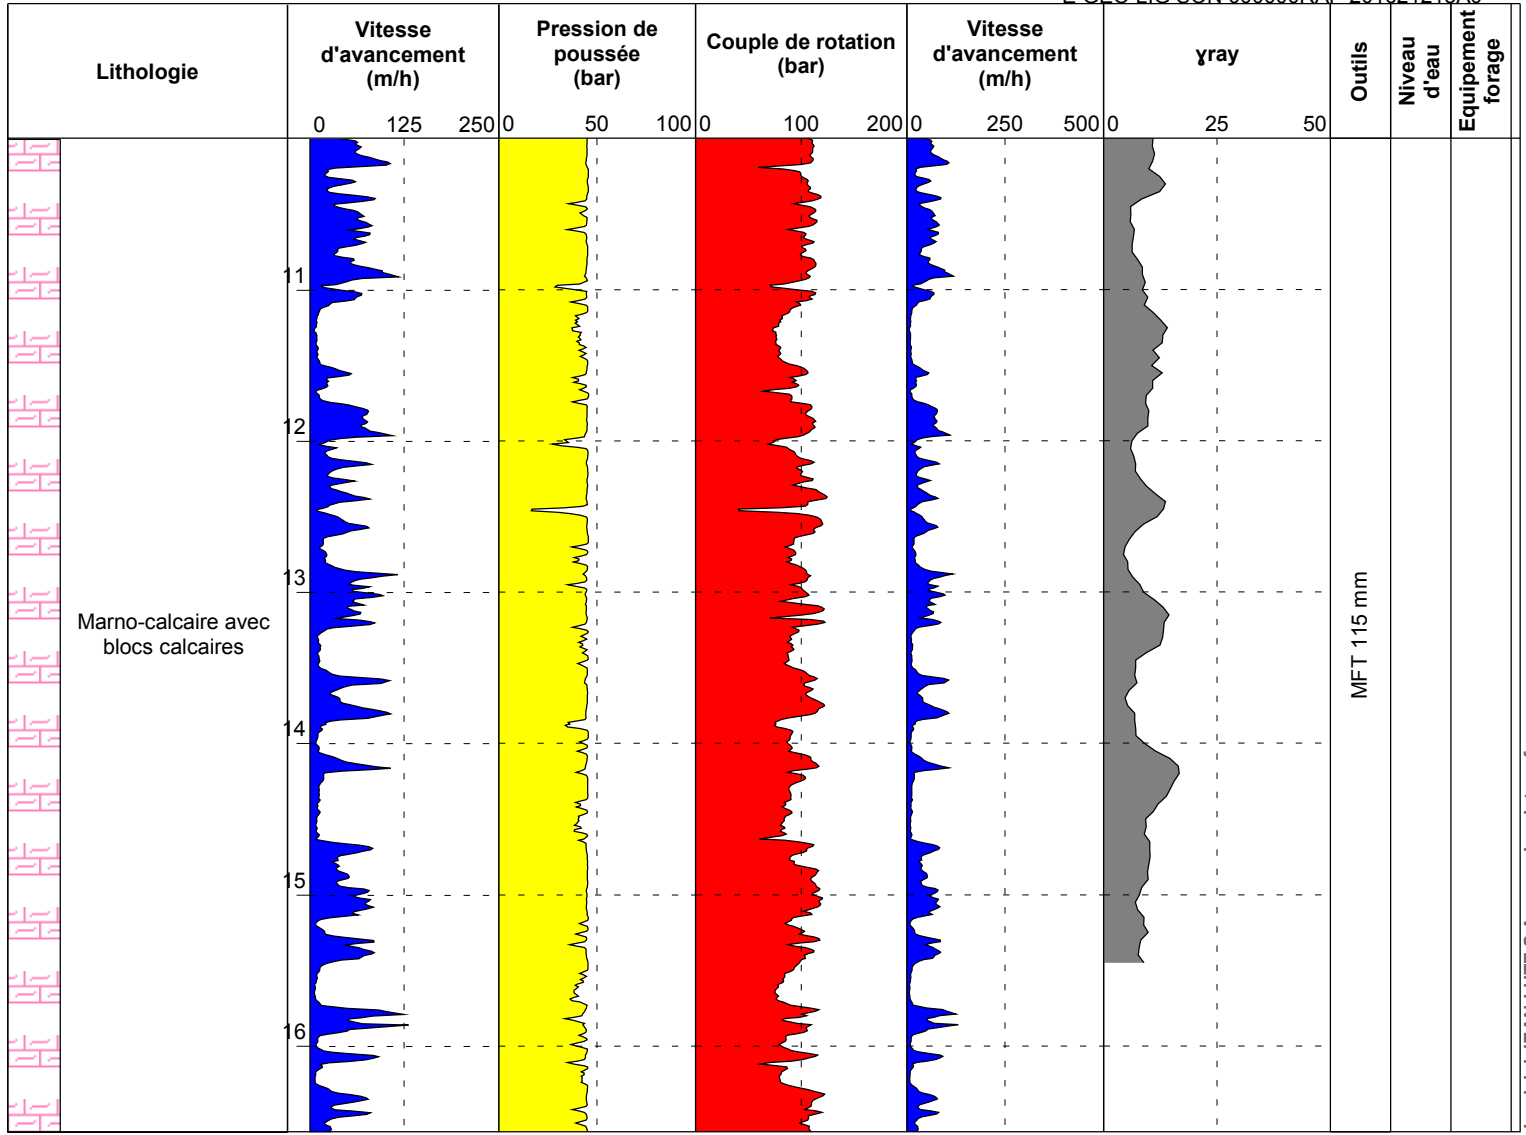 Lithologie
Vitesse
d'avancement
(m/h)
Pression de
poussée
(bar)
Couple de rotation
(bar)
Vitesse
d'avancement
(m/h)
ɣray
Outils
Niveau
d'eau
Equipement
forage
0 125 250
0 50 100
0 100 200
0 250 500
0 25 50
11
12
13
Marno-calcaire avec
blocs calcaires
MFT 115 mm
14
15
16